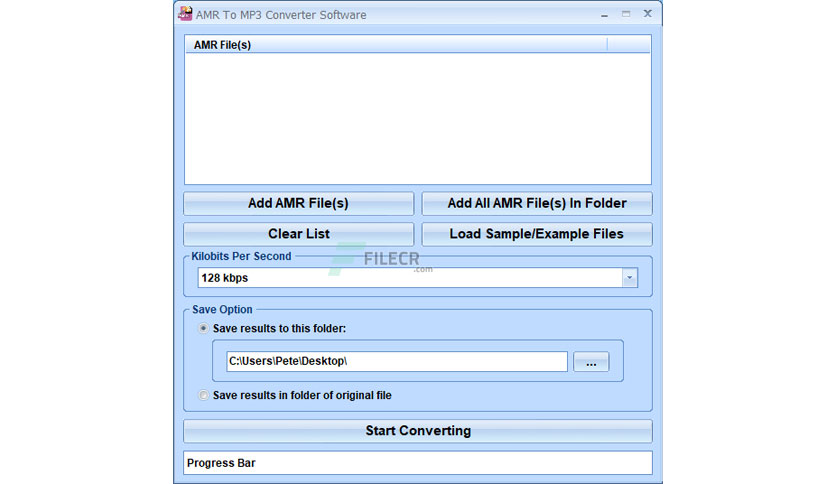 AMR To MP3 Converter Software
AMR File(s)
Add AMR File(s)
Add All AMR File(s) In Folder
Clear List
Load Sample/Example Files
Kilobits Per Second
FILECR
.com
128 kbps
Save Option
Save results to this folder:
C:\Users\Pete\Desktop\
...
Save results in folder of original file
Start Converting
Progress Bar